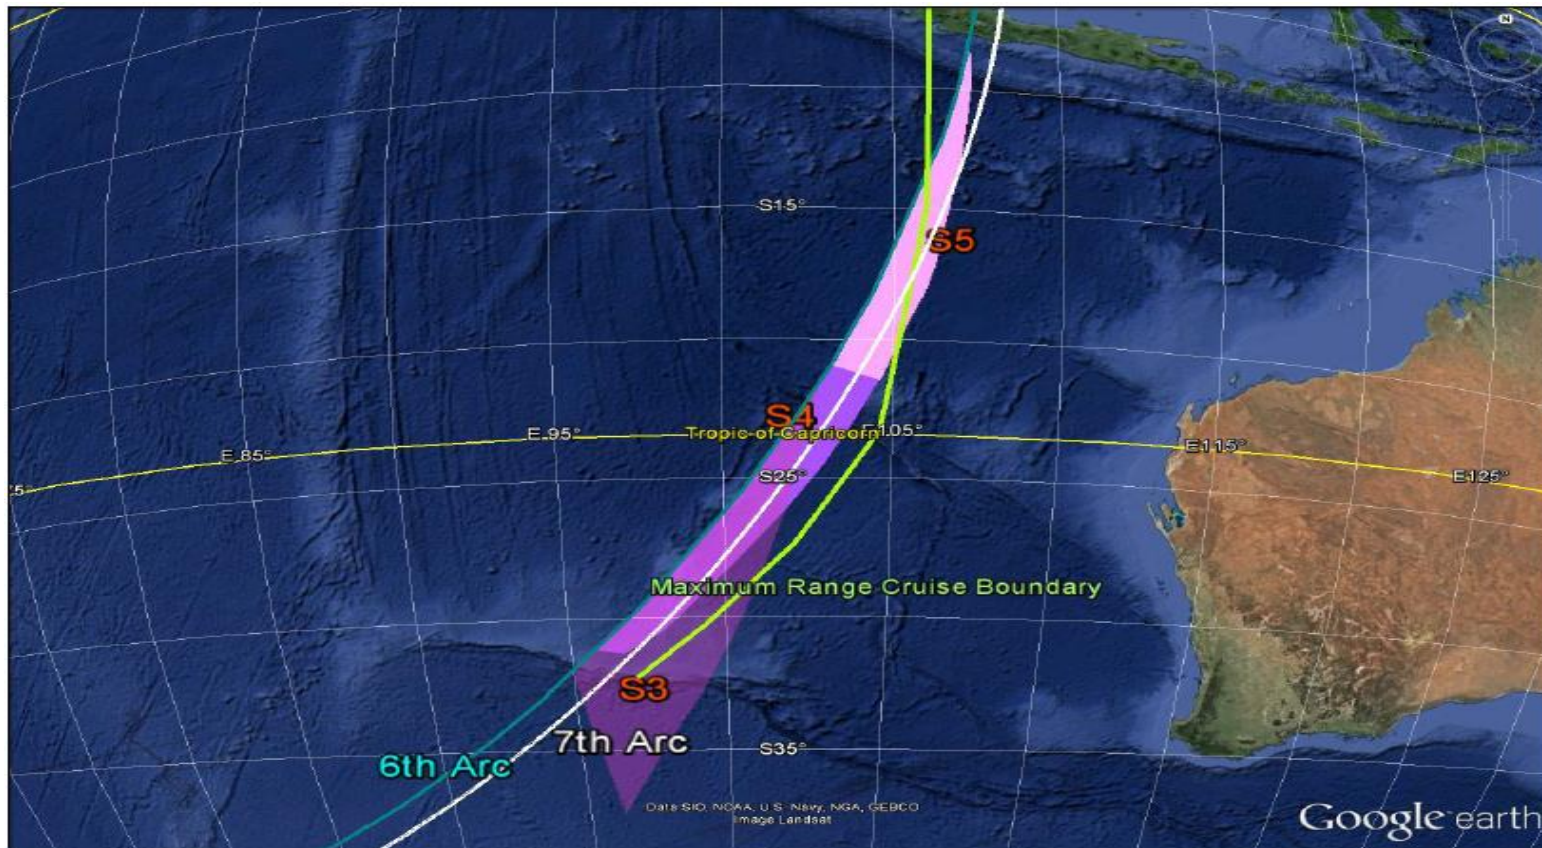 N
S15°
S5
S4
Tropic of Capricorn
E105°
E 95°
E 85°
5°
E115°
E125°
S25°
Maximum Range Cruise Boundary
S3
7th Arc
6th Arc
S35°
Data SIO, NOAA, U.S. Navy, NGA, GEBCO
Image Landsat
Google earth